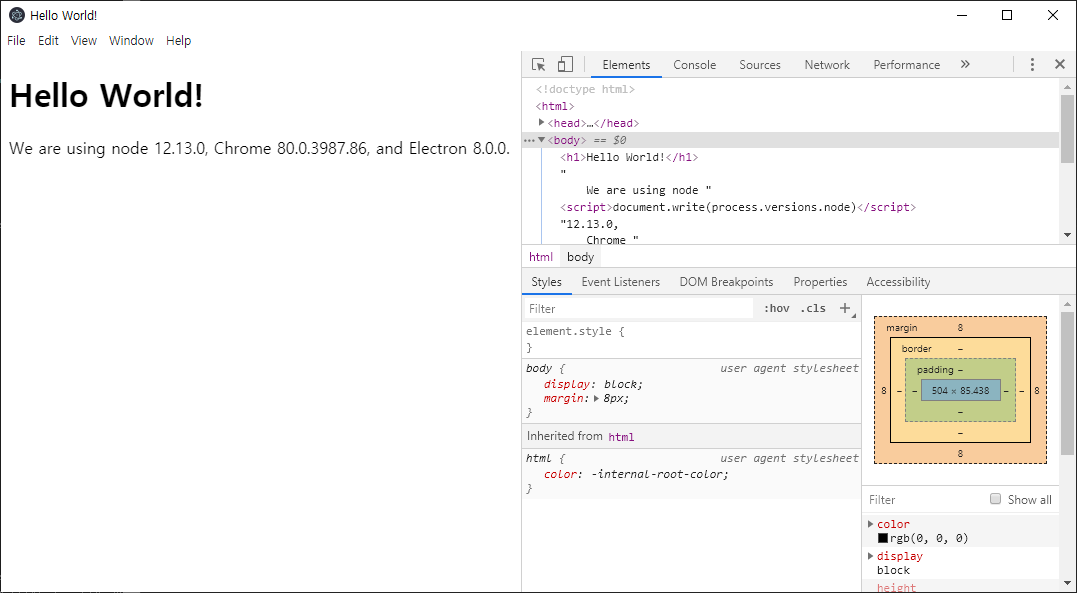 Hello World!
File Edit View Window Help
Hello World!
We are using node 12.13.0, Chrome 80.0.3987.86, and Electron 8.0.0.
Elements Console Sources Network Performance »
<!doctype html>
<html>
<head>…</head>
<body> == $0
<h1>Hello World!</h1>
"
We are using node "
<script>document.write(process.versions.node)</script>
"12.13.0,
Chrome "
html body
Styles Event Listeners DOM Breakpoints Properties Accessibility
Filter :hov .cls +
element.style {
}
body { user agent stylesheet
display: block;
margin: 8px;
}
Inherited from html
html { user agent stylesheet
color: -internal-root-color;
}
margin 8
border –
padding –
8 – – 504 × 85.438 – – 8
–
–
8
Filter Show all
color
rgb(0, 0, 0)
display
block
height